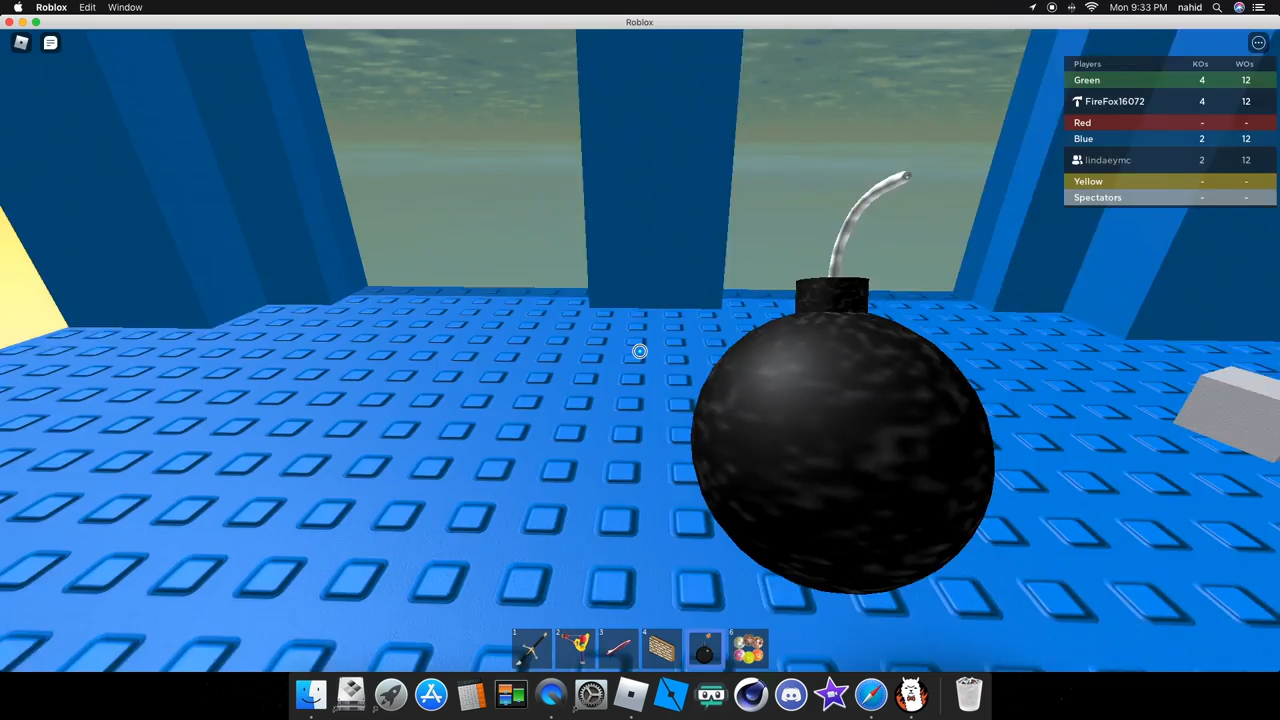 Roblox Edit Window Mon 9:33 PM nahid
Roblox
Players KOs WOs
Green 4 12
FireFox16072 4 12
Red - -
Blue 2 12
lindaeymc 2 12
Yellow - -
Spectators - -
1 2 3 4 6